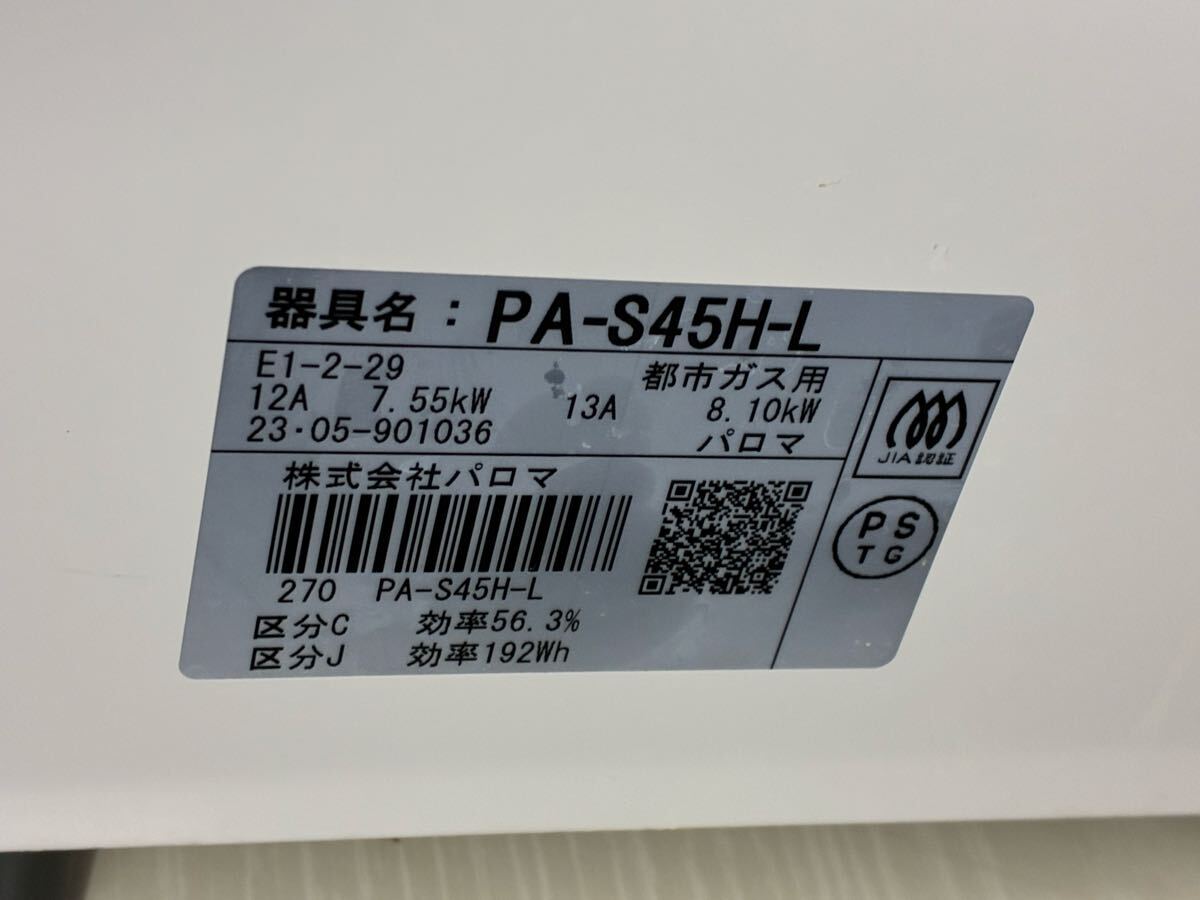 器具名：PA-S45H-L
E1-2-29 都市ガス用
12A 7.55kW 13A 8.10kW
23・05-901036 パロマ
JIA認証
株式会社パロマ
PS
TG
270 PA-S45H-L
区分C 効率56.3%
区分J 効率192Wh